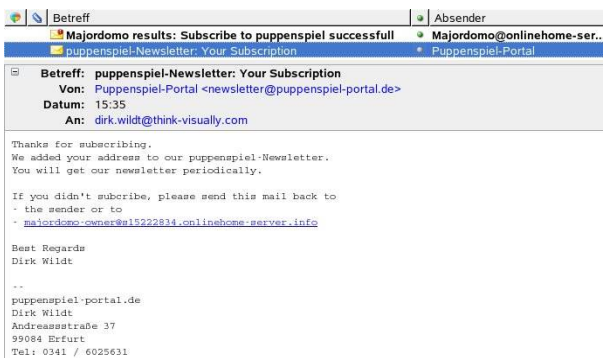 Betreff Absender
Majordomo results: Subscribe to puppenspiel successfull Majordomo@onlinehome-ser...
puppenspiel-Newsletter: Your Subscription Puppenspiel-Portal
Betreff: puppenspiel-Newsletter: Your Subscription
Von: Puppenspiel-Portal <newsletter@puppenspiel-portal.de>
Datum: 15:35
An: dirk.wildt@think-visually.com
Thanks for subscribing.
We added your address to our puppenspiel-Newsletter.
You will get our newsletter periodically.
If you didn't subcribe, please send this mail back to
- the sender or to
- majordomo-owner@s15222834.onlinehome-server.info
Best Regards
Dirk Wildt
--
puppenspiel-portal.de
Dirk Wildt
Andreassstraße 37
99084 Erfurt
Tel: 0341 / 6025631